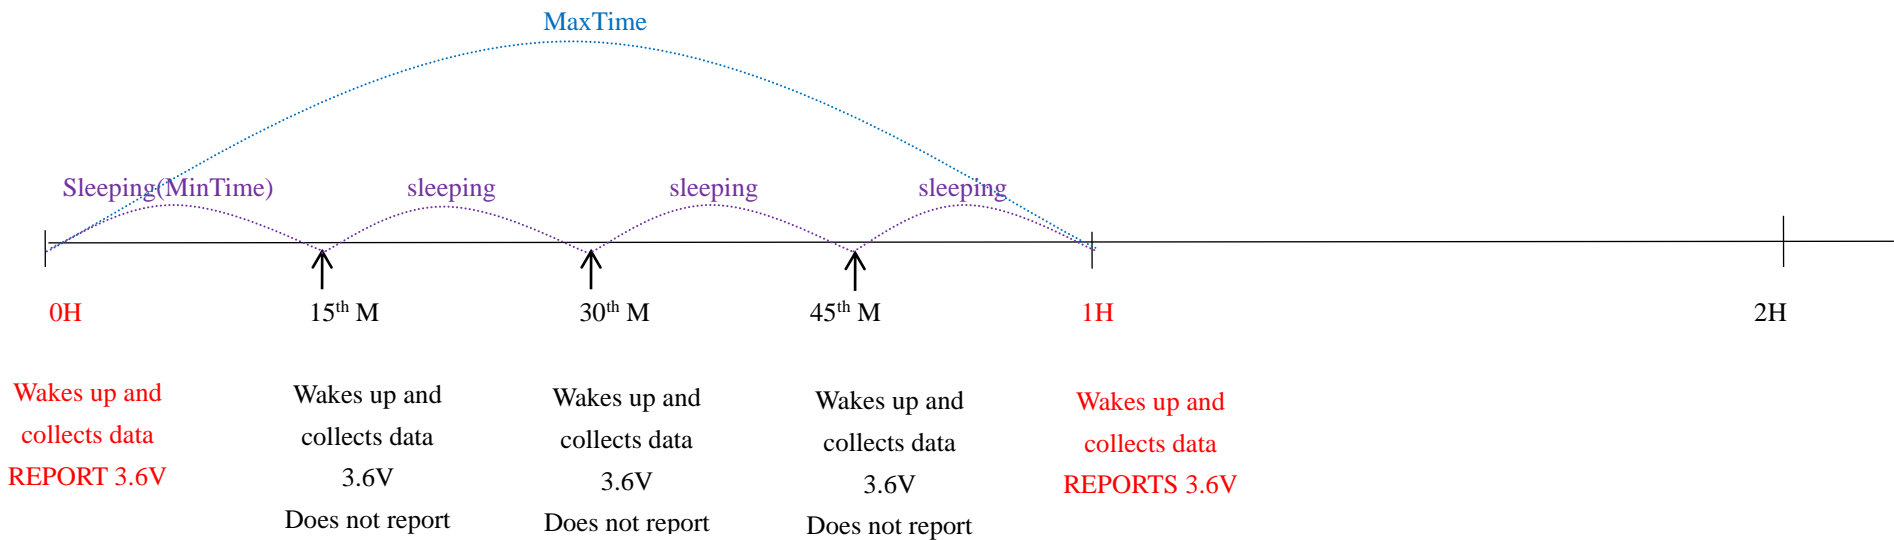 MaxTime
Sleeping(MinTime)
sleeping
sleeping
sleeping
0H
15th M
30th M
45th M
1H
2H
Wakes up and
collects data
REPORT 3.6V
Wakes up and
collects data
3.6V
Does not report
Wakes up and
collects data
3.6V
Does not report
Wakes up and
collects data
3.6V
Does not report
Wakes up and
collects data
REPORTS 3.6V